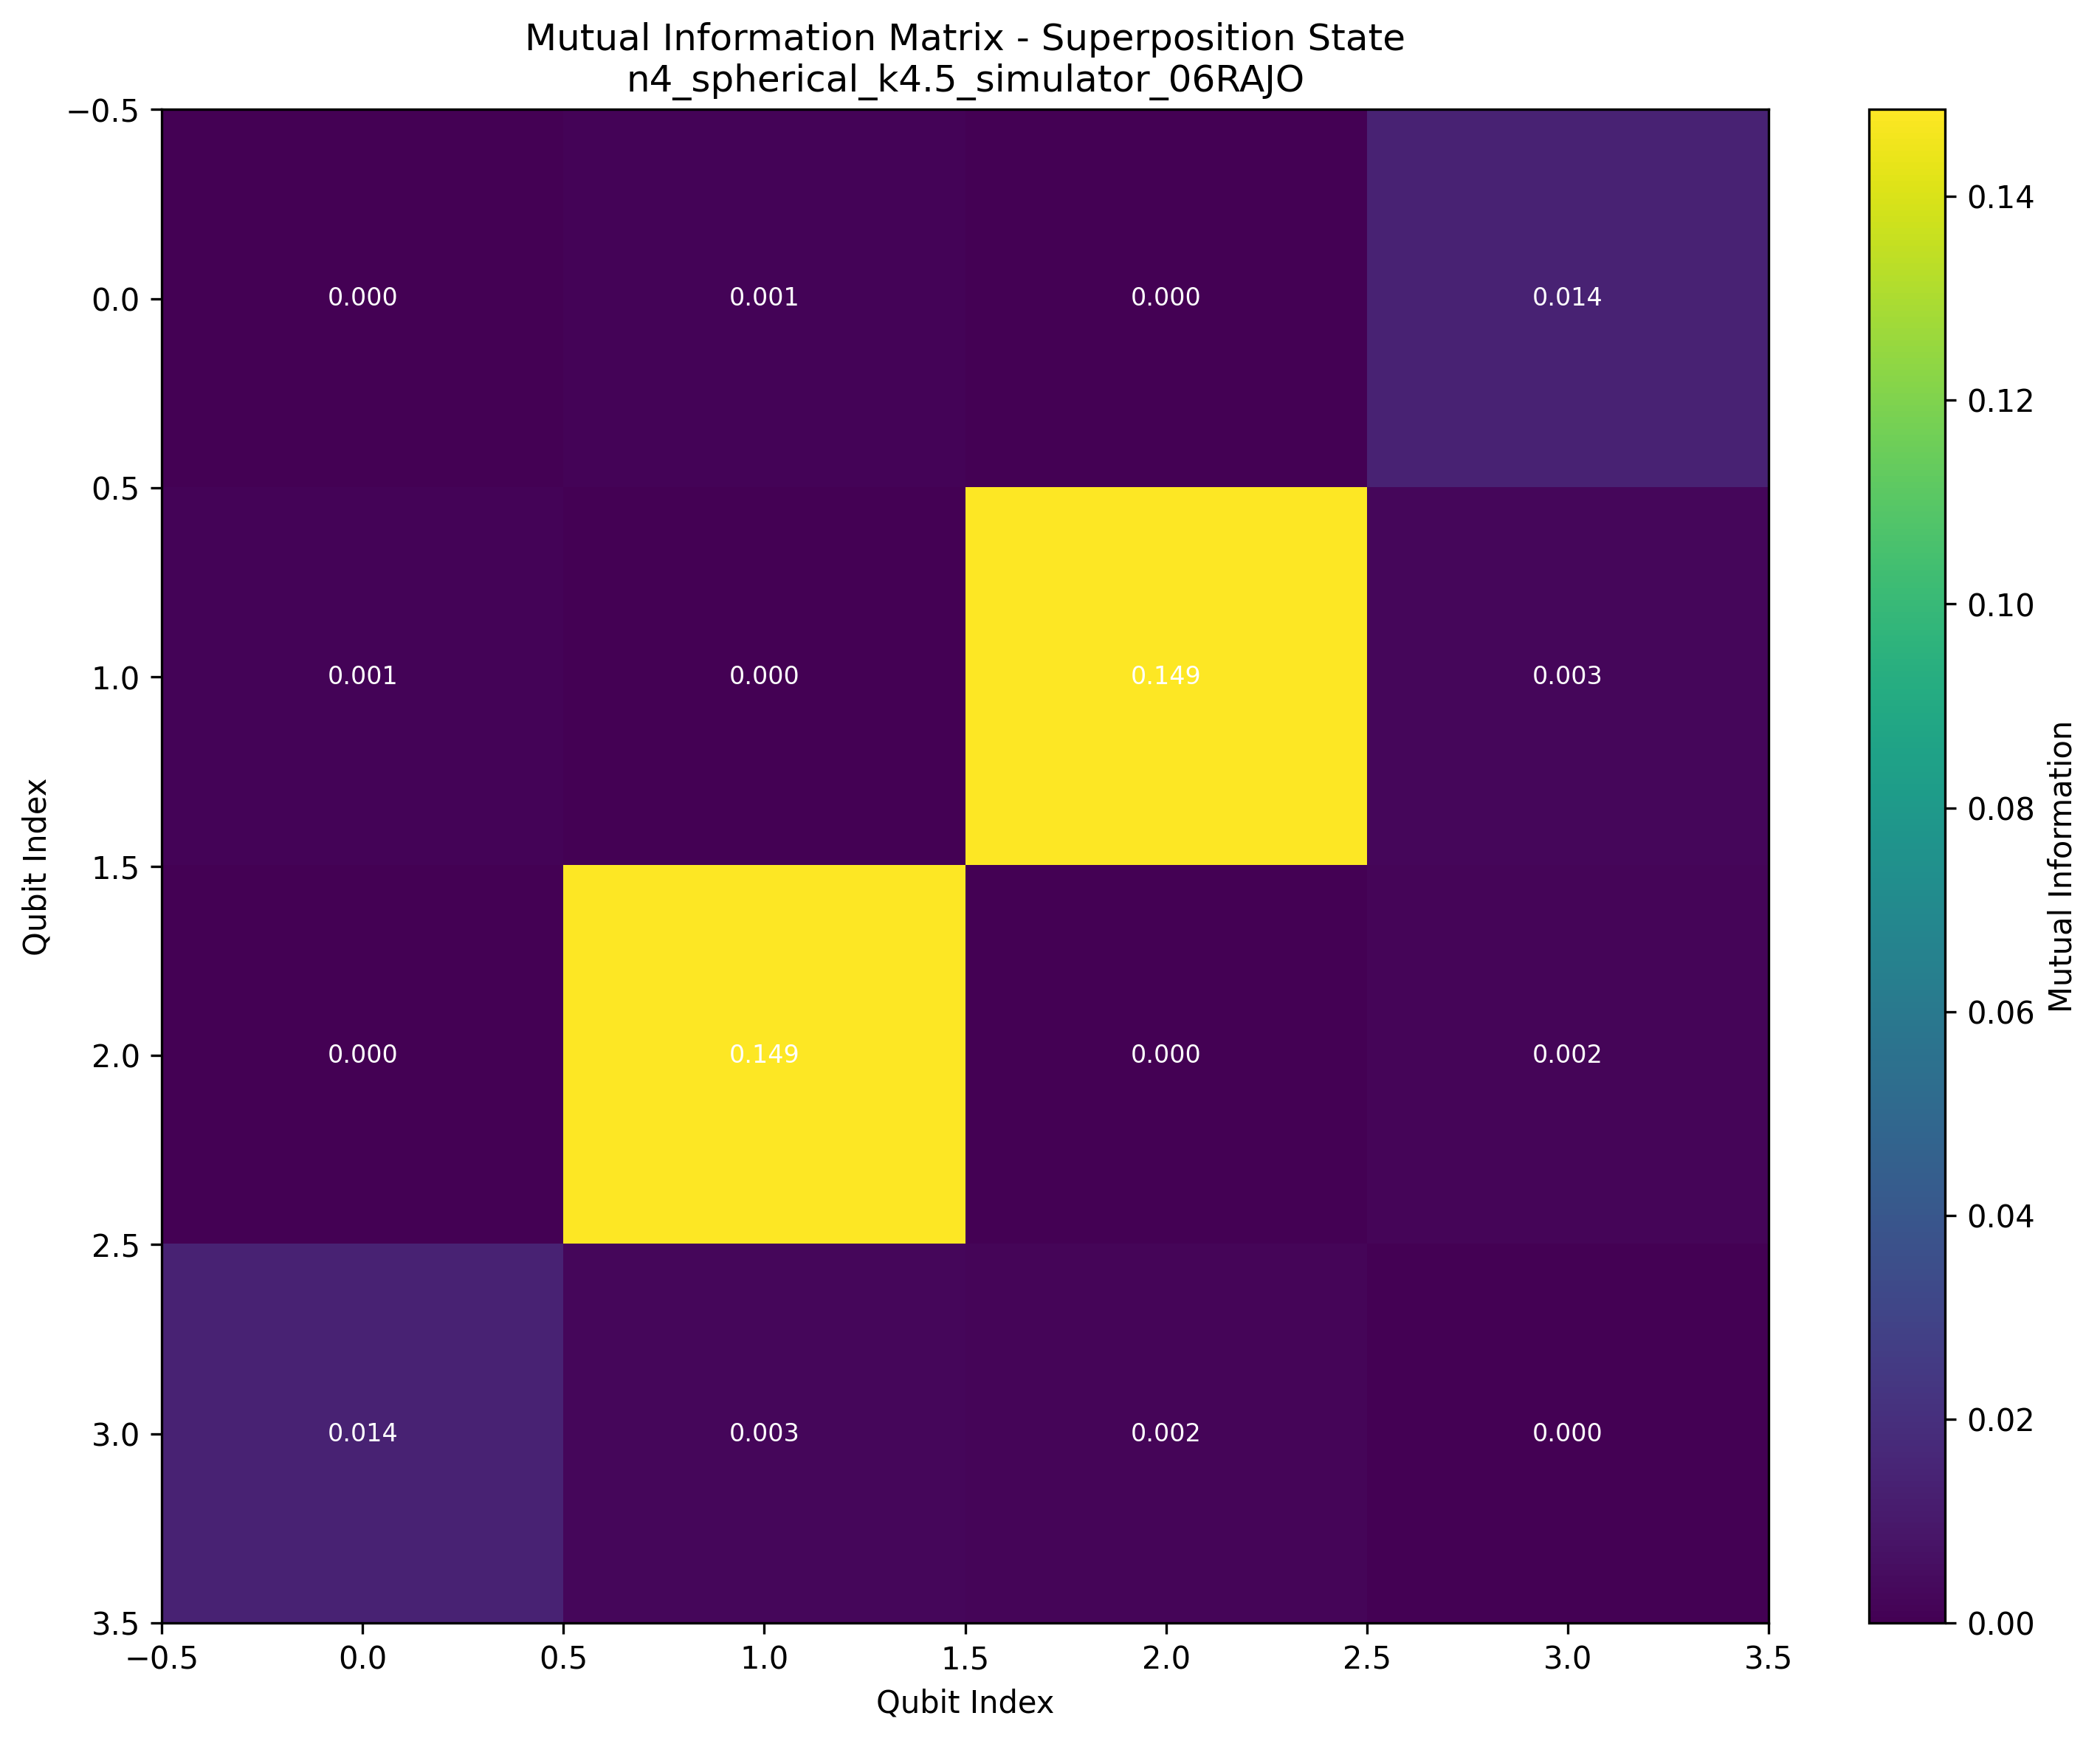 Mutual Information Matrix - Superposition State
n4_spherical_k4.5_simulator_06RAJO
−0.5
0.0
0.5
1.0
1.5
2.0
2.5
3.0
3.5
Qubit Index
0.000 0.001 0.000 0.014
0.001 0.000 0.149 0.003
0.000 0.149 0.000 0.002
0.014 0.003 0.002 0.000
−0.5 0.0 0.5 1.0 1.5 2.0 2.5 3.0 3.5
Qubit Index
0.14
0.12
0.10
0.08
0.06
0.04
0.02
0.00
Mutual Information